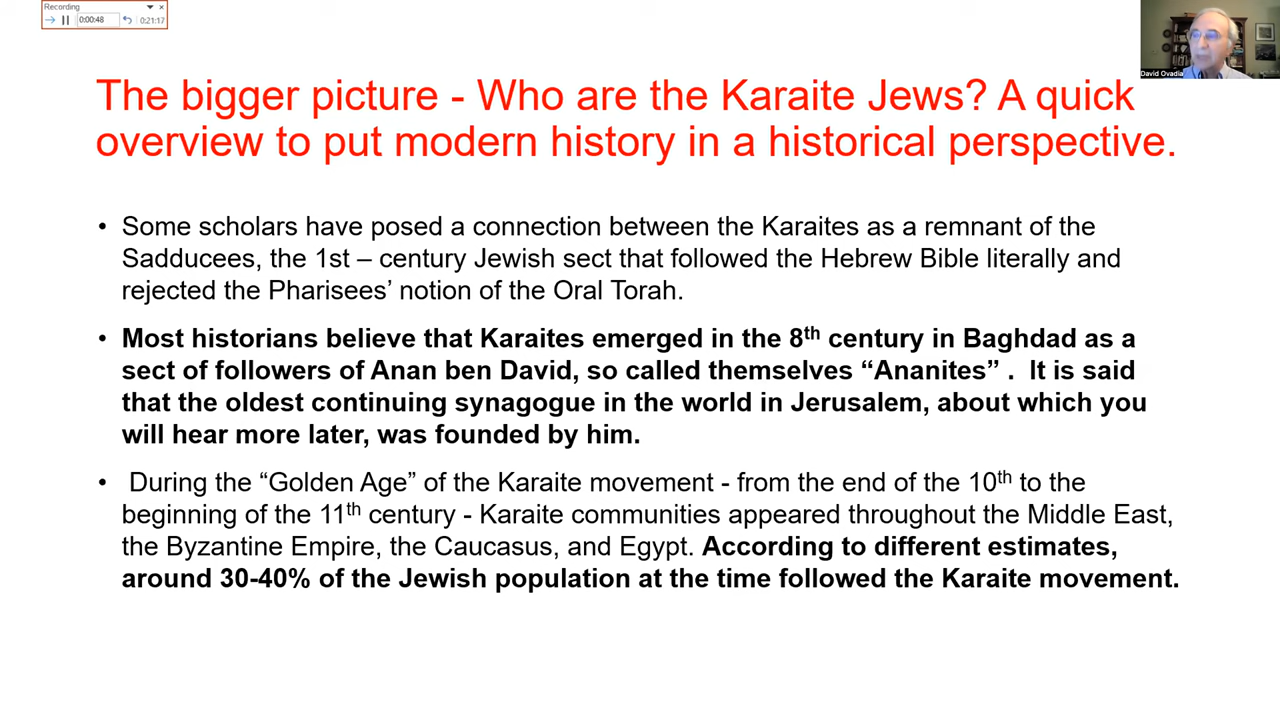 Recording
0:00:48
0:21:17
David Ovadia
The bigger picture - Who are the Karaite Jews? A quick
overview to put modern history in a historical perspective.
• Some scholars have posed a connection between the Karaites as a remnant of the
Sadducees, the 1st – century Jewish sect that followed the Hebrew Bible literally and
rejected the Pharisees’ notion of the Oral Torah.
• Most historians believe that Karaites emerged in the 8th century in Baghdad as a
sect of followers of Anan ben David, so called themselves “Ananites” . It is said
that the oldest continuing synagogue in the world in Jerusalem, about which you
will hear more later, was founded by him.
• During the “Golden Age” of the Karaite movement - from the end of the 10th to the
beginning of the 11th century - Karaite communities appeared throughout the Middle East,
the Byzantine Empire, the Caucasus, and Egypt. According to different estimates,
around 30-40% of the Jewish population at the time followed the Karaite movement.